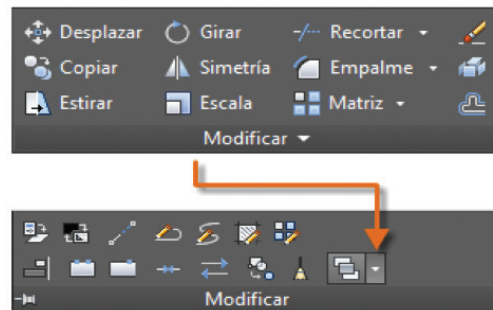 Desplazar Girar Recortar
Copiar Simetría Empalme
Estirar Escala Matriz
Modificar
Modificar